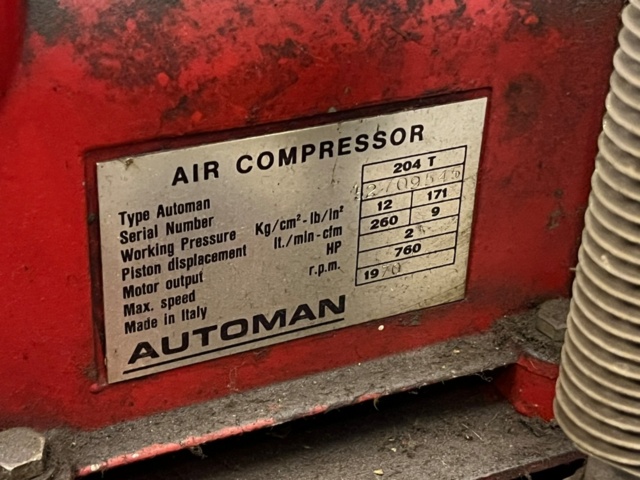 AIR COMPRESSOR
Type Automan 204 T
Serial Number
Working Pressure Kg/cm²-lb/in² 12 171
Piston displacement lt./min-cfm 260 9
Motor output HP 2
Max. speed r.p.m. 760
Made in Italy 19
AUTOMAN